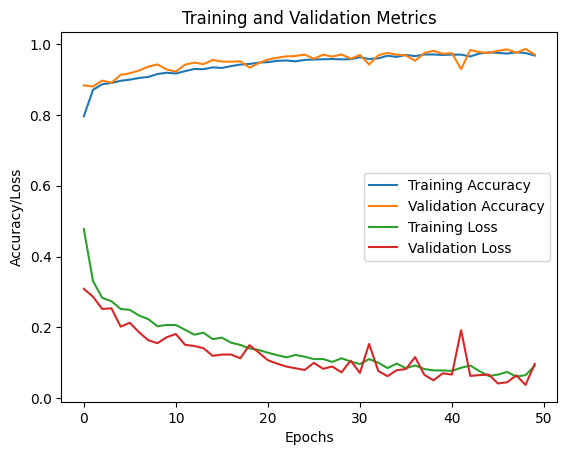 Training and Validation Metrics
Accuracy/Loss
1.0
0.8
0.6
0.4
0.2
0.0
Training Accuracy
Validation Accuracy
Training Loss
Validation Loss
0 10 20 30 40 50
Epochs